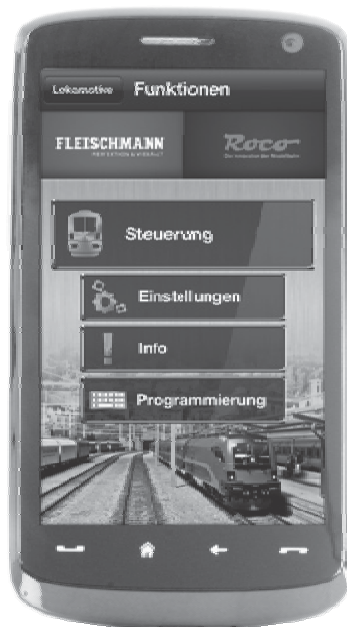 Lokomotive Funktionen
FLEISCHMANN
Roco
Steuerung
Einstellungen
Info
Programmierung